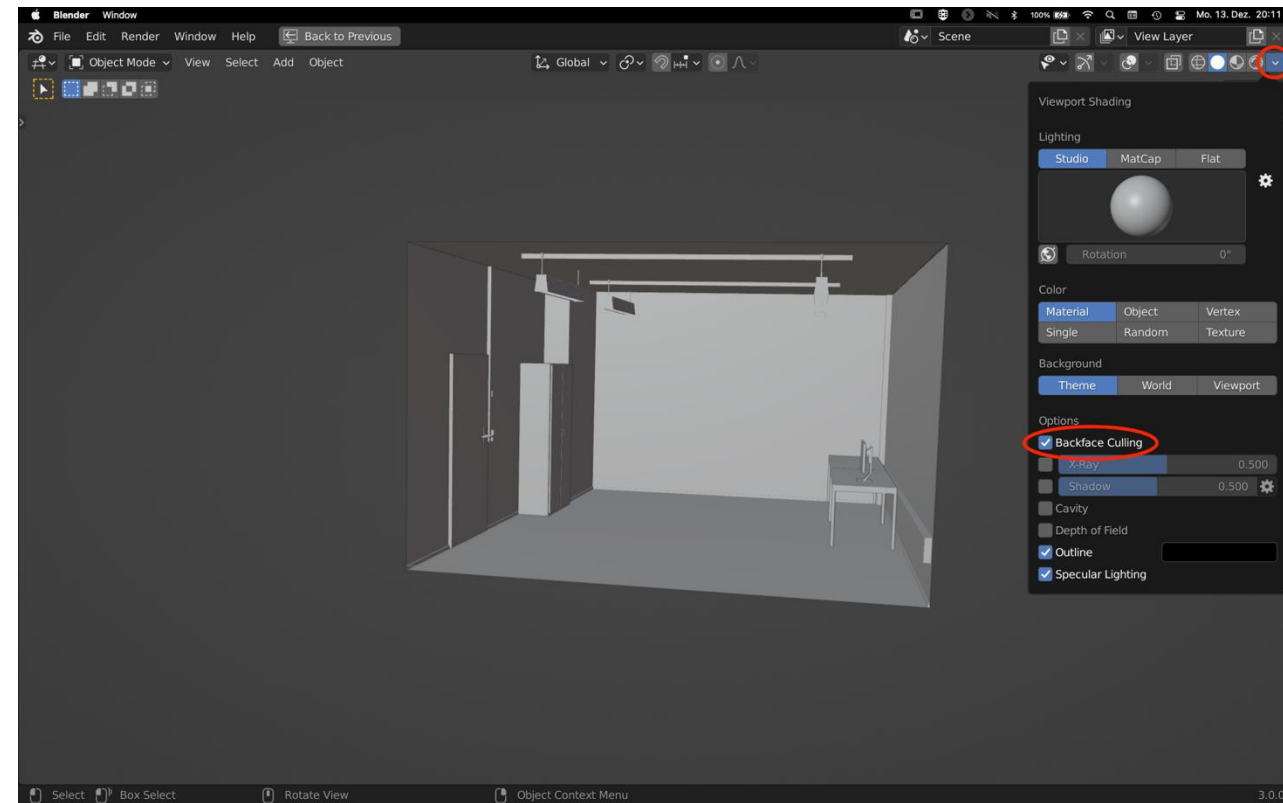 Blender Window 100% Mo. 13. Dez. 20:11
File Edit Render Window Help Back to Previous Scene View Layer
Object Mode View Select Add Object Global
Viewport Shading
Lighting
Studio MatCap Flat
Rotation 0°
Color
Material Object Vertex
Single Random Texture
Background
Theme World Viewport
Options
Backface Culling
X-Ray 0.500
Shadow 0.500
Cavity
Depth of Field
Outline
Specular Lighting
Select Box Select Rotate View Object Context Menu 3.0.0